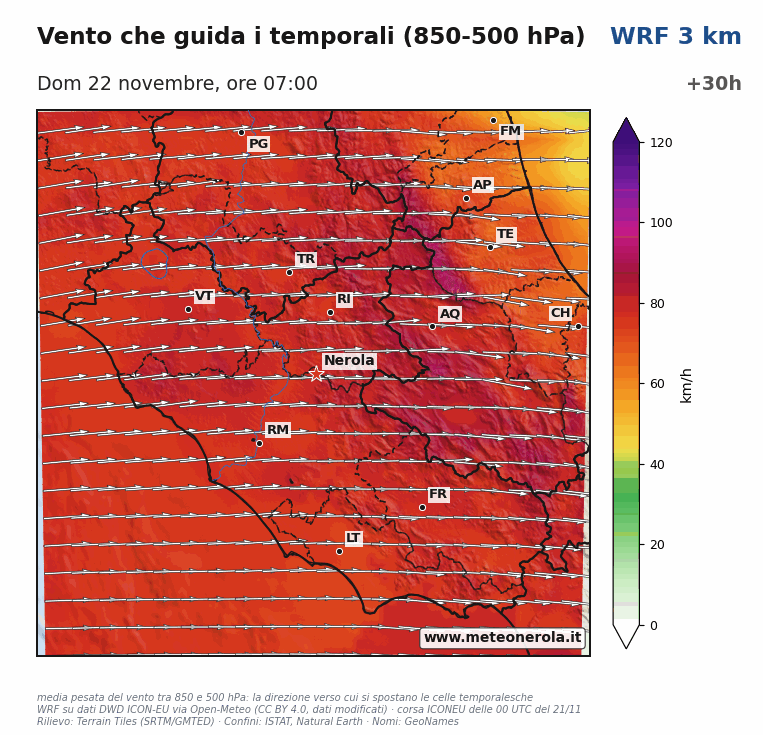 Vento che guida i temporali (850-500 hPa) WRF 3 km
Dom 22 novembre, ore 07:00 +30h
FM
PG
AP
TE
TR
VT
RI
AQ
CH
Nerola
RM
FR
LT
www.meteonerola.it
120
100
80
60
40
20
0
km/h
media pesata del vento tra 850 e 500 hPa: la direzione verso cui si spostano le celle temporalesche
WRF su dati DWD ICON-EU via Open-Meteo (CC BY 4.0, dati modificati) · corsa ICONEU delle 00 UTC del 21/11
Rilievo: Terrain Tiles (SRTM/GMTED) · Confini: ISTAT, Natural Earth · Nomi: GeoNames